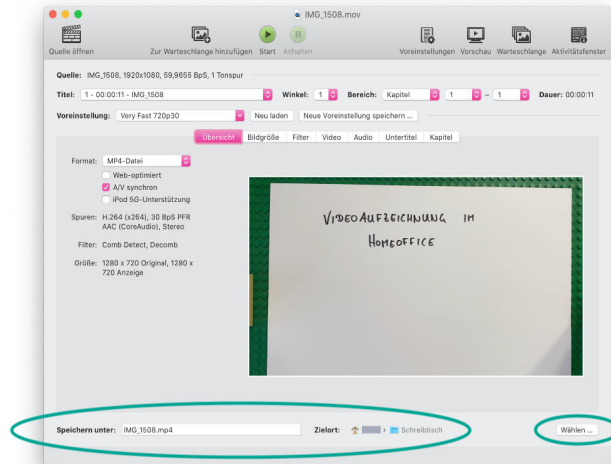 IMG_1508.mov
Quelle öffnen Zur Warteschlange hinzufügen Start Anhalten Voreinstellungen Vorschau Warteschlange Aktivitätsfenster
Quelle: IMG_1508, 1920x1080, 59,9655 BpS, 1 Tonspur
Titel: 1 - 00:00:11 - IMG_1508 Winkel: 1 Bereich: Kapitel 1 – 1 Dauer: 00:00:11
Voreinstellung: Very Fast 720p30 Neu laden Neue Voreinstellung speichern ...
Übersicht Bildgröße Filter Video Audio Untertitel Kapitel
Format: MP4-Datei
Web-optimiert
A/V synchron
iPod 5G-Unterstützung
Spuren: H.264 (x264), 30 BpS PFR
AAC (CoreAudio), Stereo
Filter: Comb Detect, Decomb
Größe: 1280 x 720 Original, 1280 x
720 Anzeige
VIDEOAUFZEICHNUNG IM
HOMEOFFICE
Speichern unter: IMG_1508.mp4 Zielort: › Schreibtisch Wählen ...